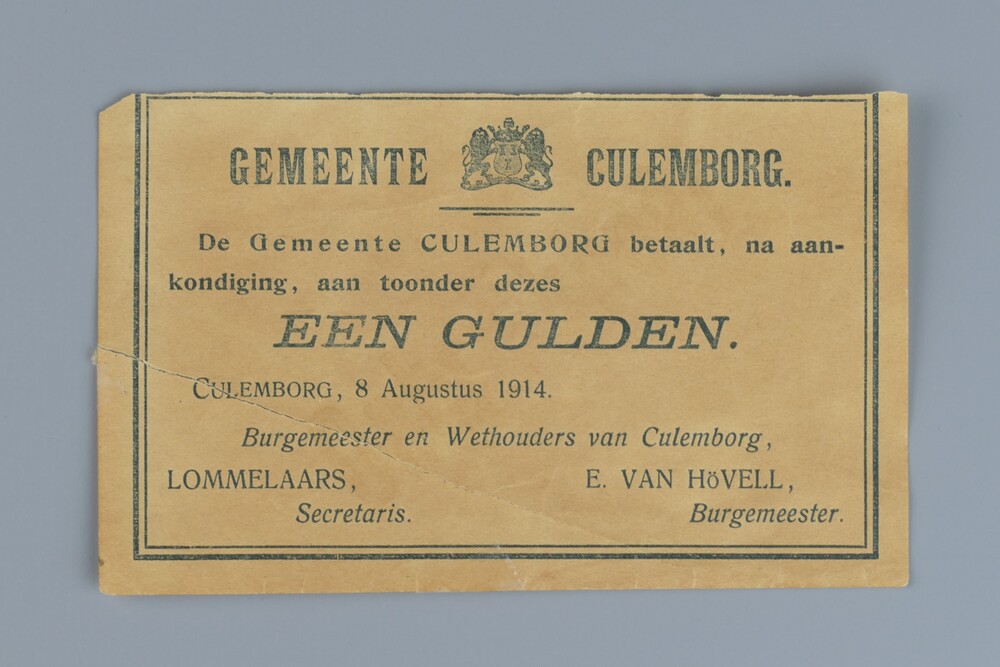 GEMEENTE CULEMBORG.
De Gemeente CULEMBORG betaalt, na aan-
kondiging, aan toonder dezes
EEN GULDEN.
CULEMBORG, 8 Augustus 1914.
Burgemeester en Wethouders van Culemborg,
LOMMELAARS, E. VAN HöVELL,
Secretaris. Burgemeester.